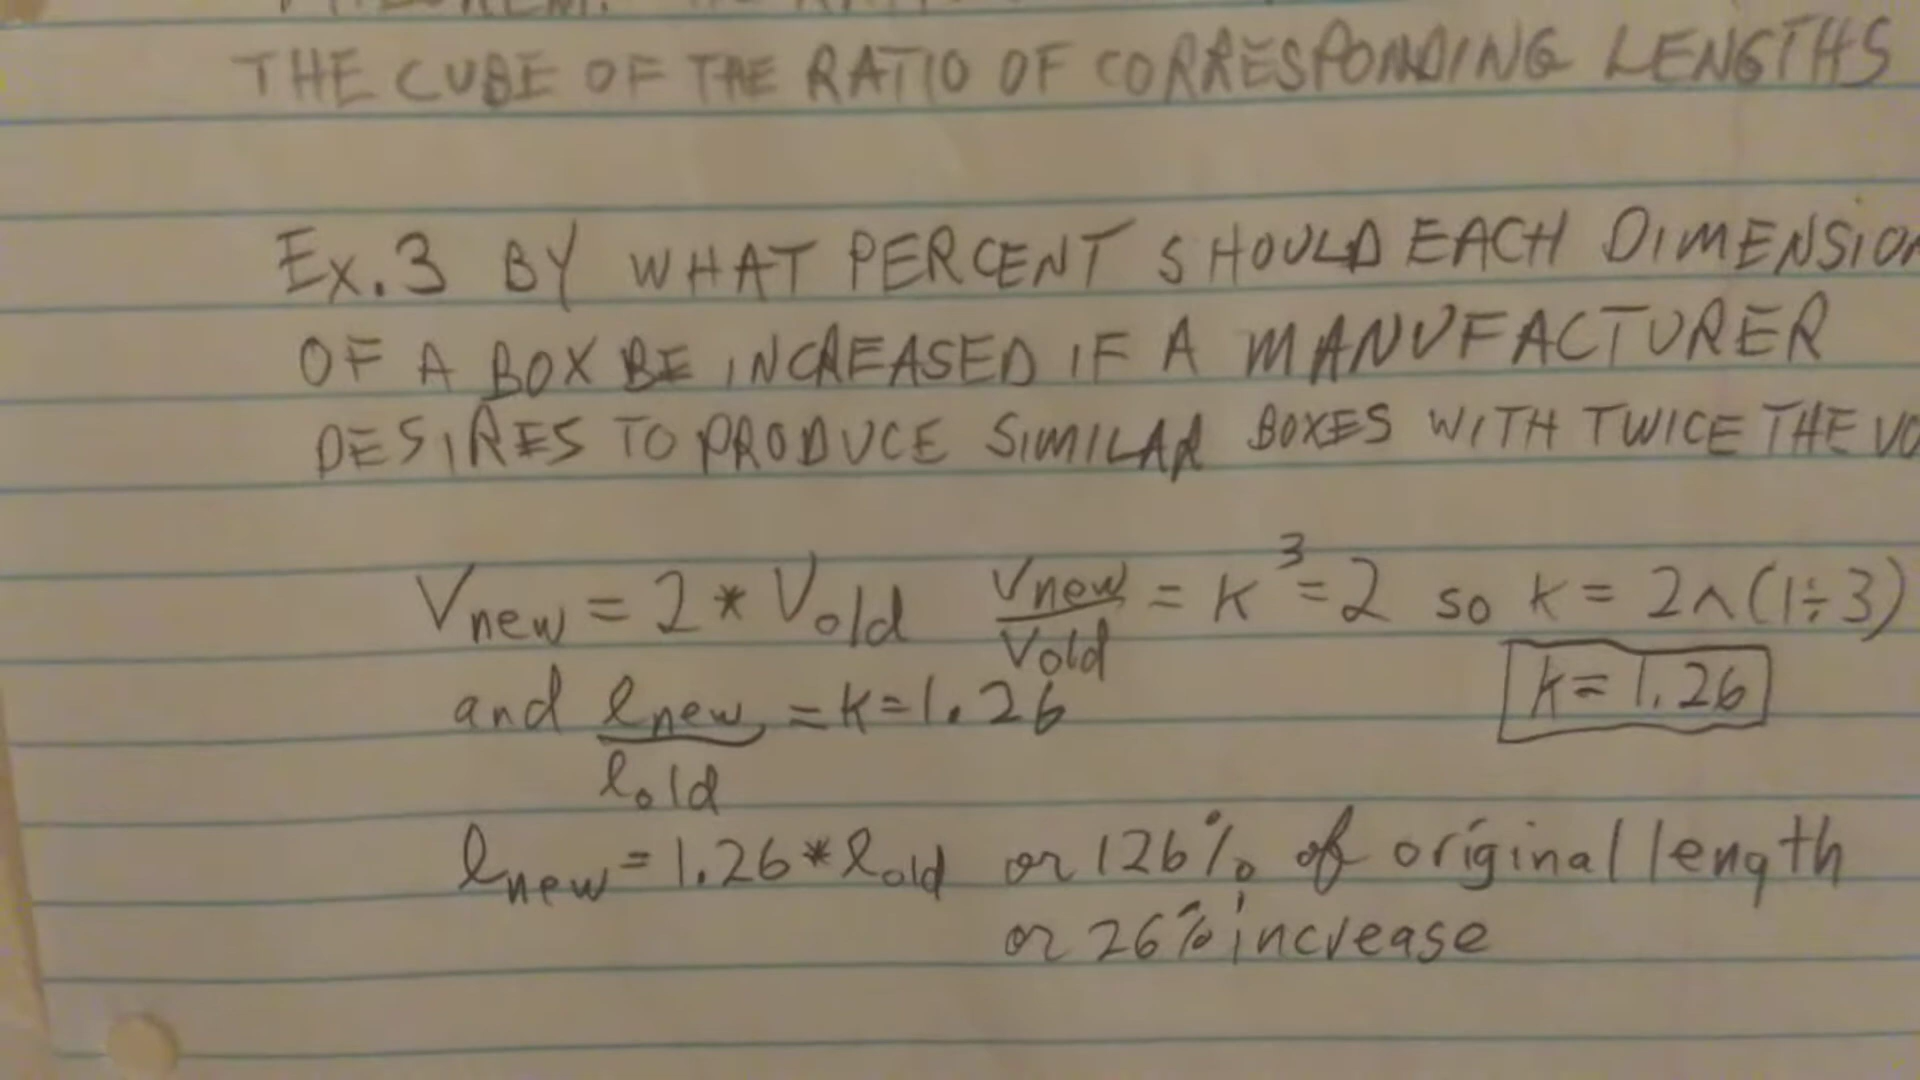 THE CUBE OF THE RATIO OF CORRESPONDING LENGTHS
Ex. 3 BY WHAT PERCENT SHOULD EACH DIMENSION
OF A BOX BE INCREASED IF A MANUFACTURER
DESIRES TO PRODUCE SIMILAR BOXES WITH TWICE THE VO
Vnew = 2 * Vold Vnew/Vold = K³ = 2 so K = 2^(1÷3)
K = 1.26
and lnew/lold = K = 1.26
lnew = 1.26 * lold or 126% of original length
or 26% increase